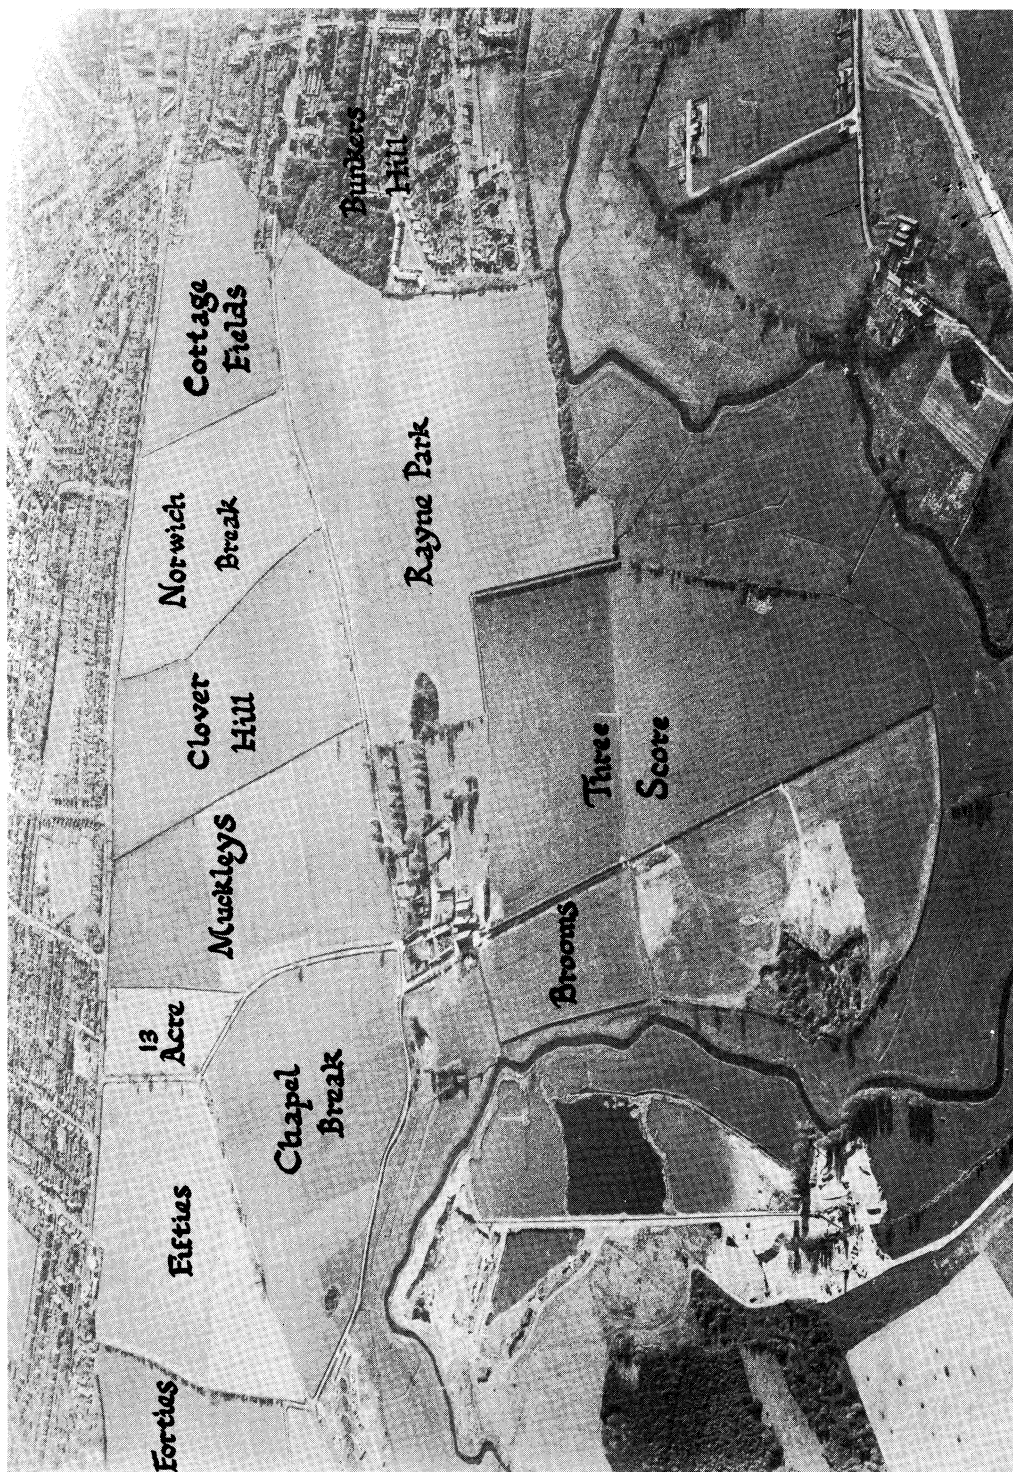 Forties
Fifties
13
Acre
Chapel
Break
Muckleys
Clover
Hill
Norwich
Break
Cottage
Fields
Bunkers
Hill
Rayne Park
Brooms
Three
Score